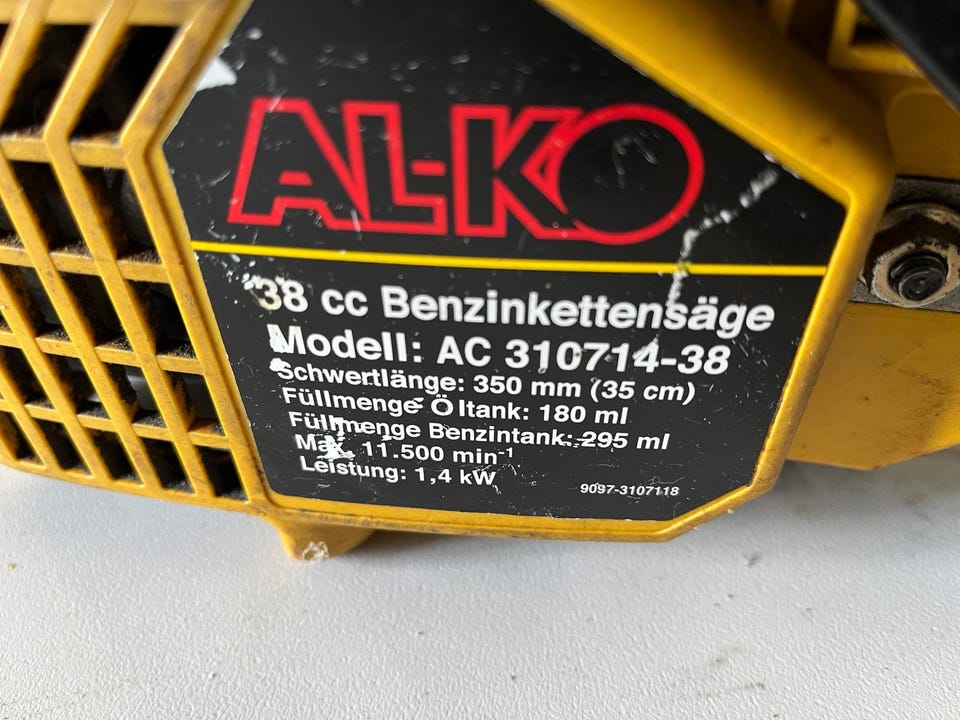 AL-KO
38 cc Benzinkettensäge
Modell: AC 310714-38
Schwertlänge: 350 mm (35 cm)
Füllmenge Öltank: 180 ml
Füllmenge Benzintank: 295 ml
Max. 11.500 min⁻¹
Leistung: 1,4 kW
9097-3107118